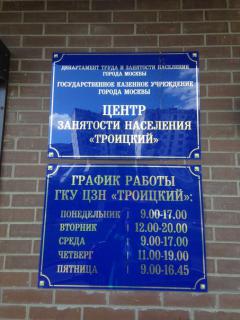 ДЕПАРТАМЕНТ ТРУДА И ЗАНЯТОСТИ НАСЕЛЕНИЯ
ГОРОДА МОСКВЫ
ГОСУДАРСТВЕННОЕ КАЗЕННОЕ УЧРЕЖДЕНИЕ
ГОРОДА МОСКВЫ
ЦЕНТР
ЗАНЯТОСТИ НАСЕЛЕНИЯ
«ТРОИЦКИЙ»
ГРАФИК РАБОТЫ
ГКУ ЦЗН «ТРОИЦКИЙ»:
ПОНЕДЕЛЬНИК 9.00-17.00
ВТОРНИК 12.00-20.00
СРЕДА 9.00-17.00
ЧЕТВЕРГ 11.00-19.00
ПЯТНИЦА 9.00-16.45